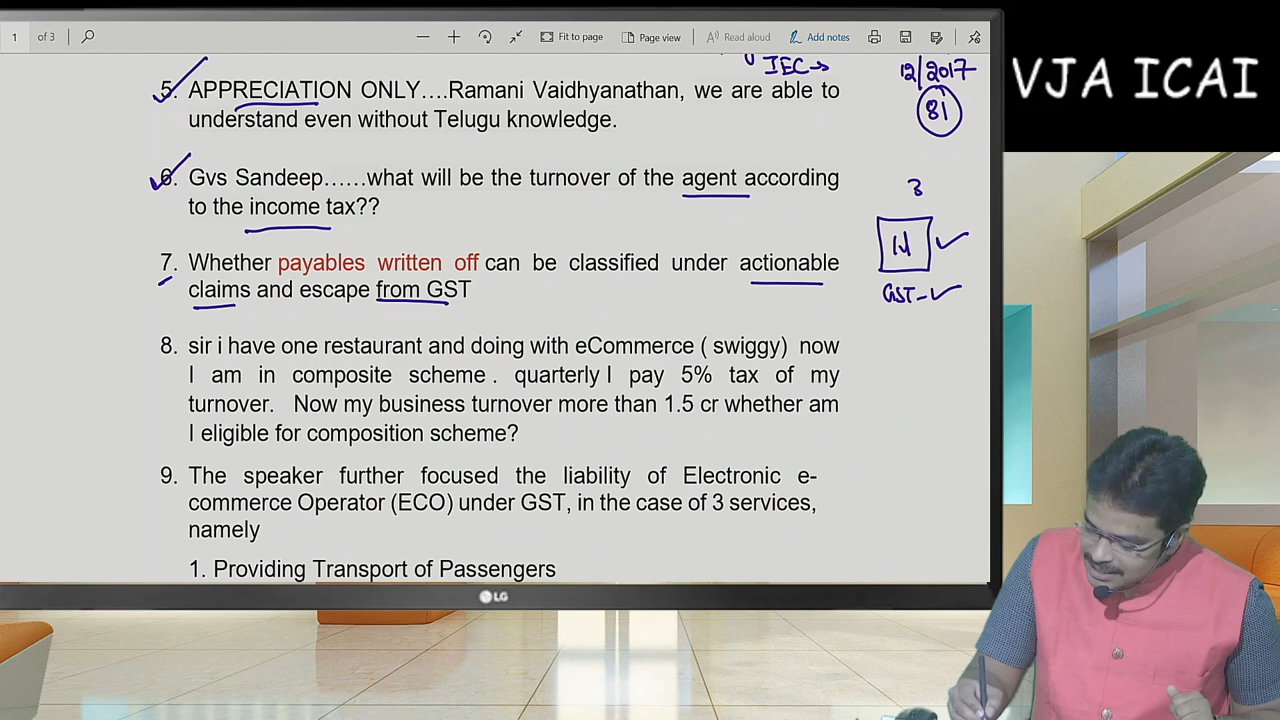 1 of 3 Fit to page Page view Read aloud Add notes
VJA ICAI
IEC→
12/2017
81
5. APPRECIATION ONLY….Ramani Vaidhyanathan, we are able to
understand even without Telugu knowledge.
6. Gvs Sandeep……what will be the turnover of the agent according
to the income tax??
3
7. Whether payables written off can be classified under actionable
claims and escape from GST
GST-
8. sir i have one restaurant and doing with eCommerce ( swiggy) now
I am in composite scheme . quarterly I pay 5% tax of my
turnover. Now my business turnover more than 1.5 cr whether am
I eligible for composition scheme?
9. The speaker further focused the liability of Electronic e-
commerce Operator (ECO) under GST, in the case of 3 services,
namely
1. Providing Transport of Passengers
LG